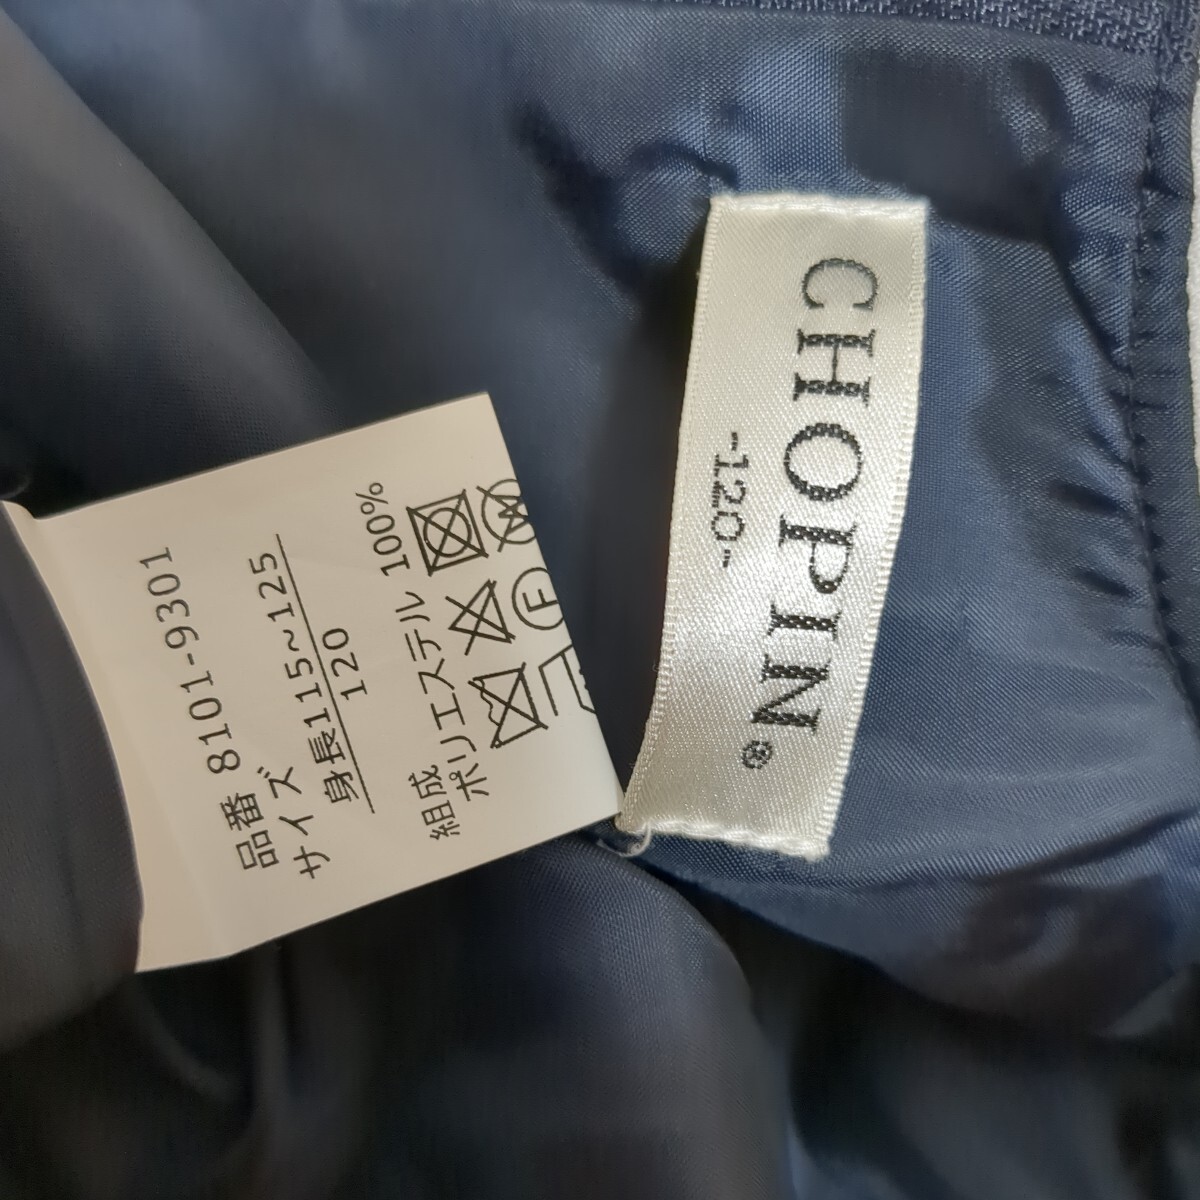 品番 8101-9301
サイズ
身長115~125
120
組成
ポリエステル 100%
F
W
CHOPIN®
-120-